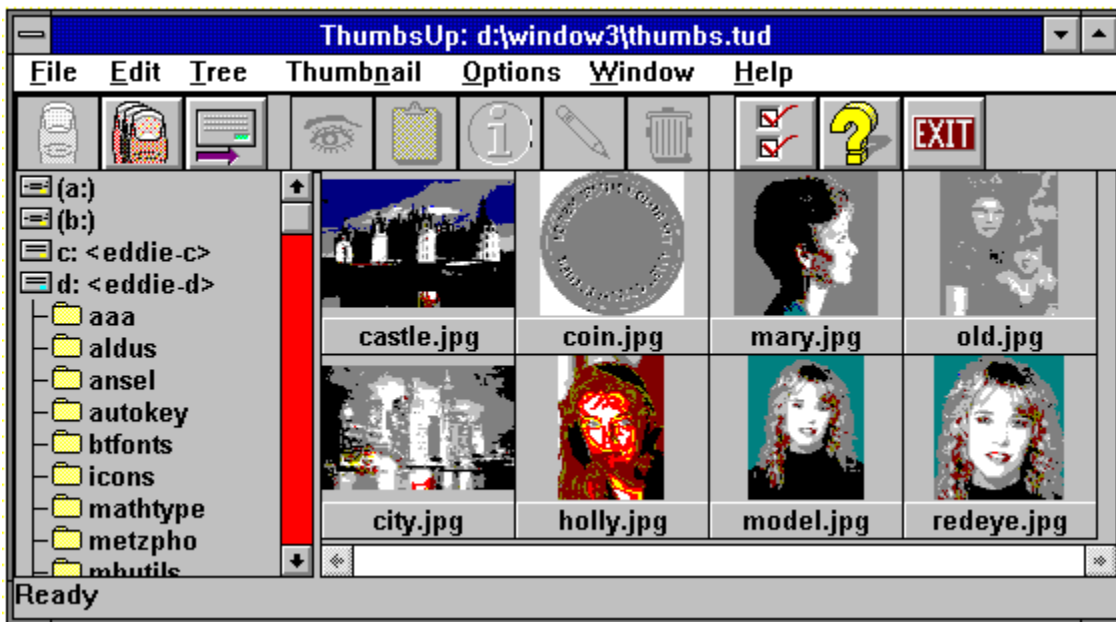 ThumbsUp: d:\window3\thumbs.tud
File Edit Tree Thumbnail Options Window Help
EXIT
(a:)
(b:)
c: <eddie-c>
d: <eddie-d>
aaa
aldus
ansel
autokey
btfonts
icons
mathtype
metzpho
mbutils
castle.jpg coin.jpg mary.jpg old.jpg
city.jpg holly.jpg model.jpg redeye.jpg
Ready